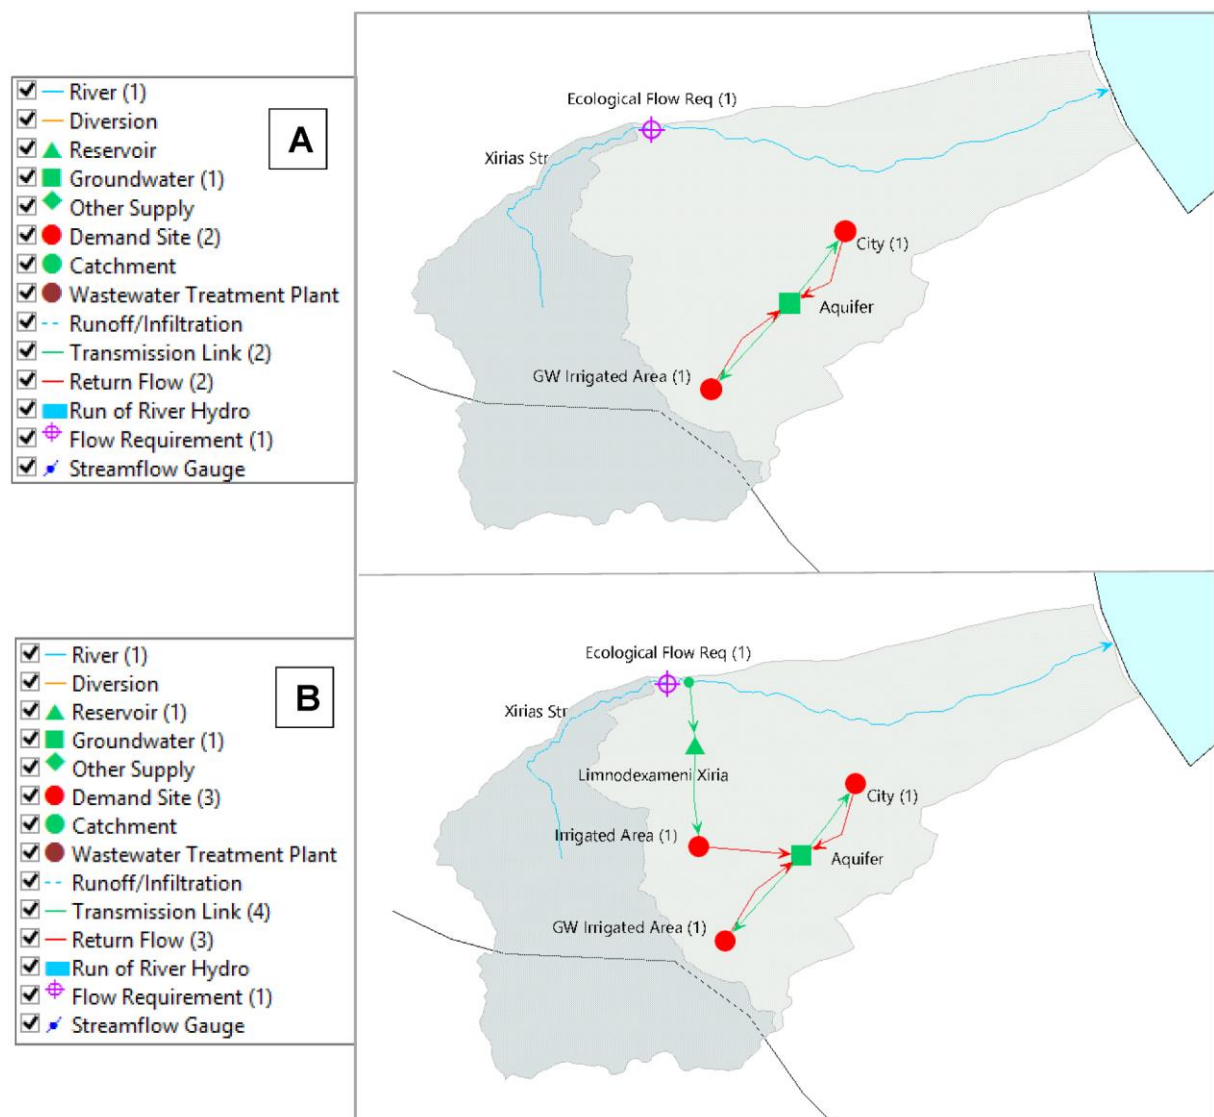 A
River (1)
Diversion
Reservoir
Groundwater (1)
Other Supply
Demand Site (2)
Catchment
Wastewater Treatment Plant
Runoff/Infiltration
Transmission Link (2)
Return Flow (2)
Run of River Hydro
Flow Requirement (1)
Streamflow Gauge
Ecological Flow Req (1)
Xirias Str
City (1)
Aquifer
GW Irrigated Area (1)
B
River (1)
Diversion
Reservoir (1)
Groundwater (1)
Other Supply
Demand Site (3)
Catchment
Wastewater Treatment Plant
Runoff/Infiltration
Transmission Link (4)
Return Flow (3)
Run of River Hydro
Flow Requirement (1)
Streamflow Gauge
Ecological Flow Req (1)
Xirias Str
Limnodexameni Xiria
City (1)
Irrigated Area (1)
Aquifer
GW Irrigated Area (1)